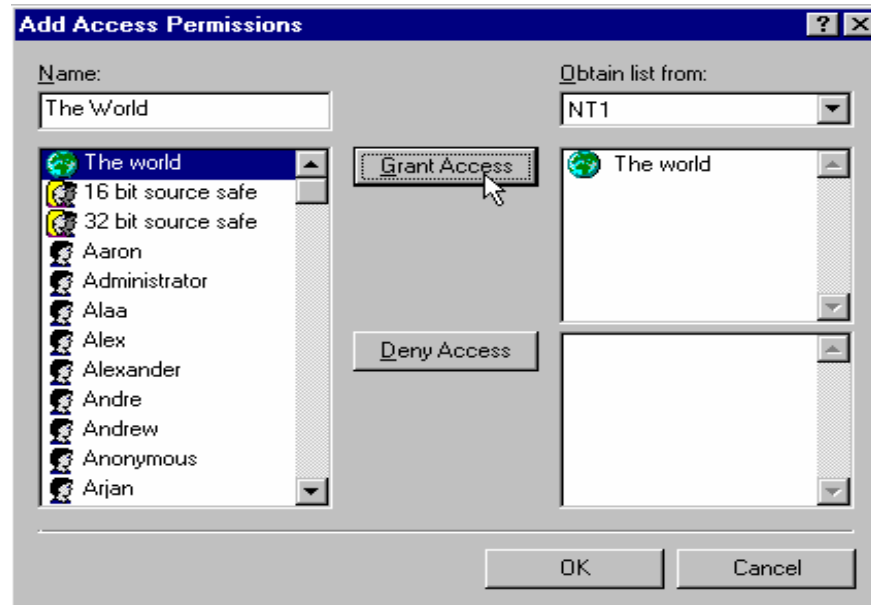 Add Access Permissions
Name:
Obtain list from:
The World
NT1
The world
16 bit source safe
32 bit source safe
Aaron
Administrator
Alaa
Alex
Alexander
Andre
Andrew
Anonymous
Arjan
Grant Access
Deny Access
The world
OK
Cancel